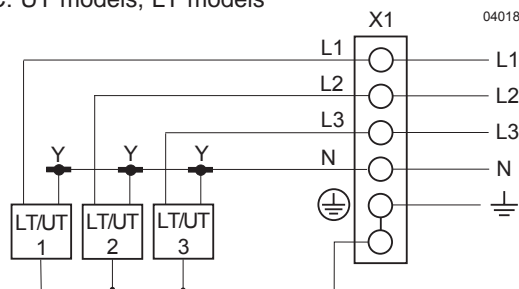 C. UT models, LT models
X1
04018
L1
L1
L2
L2
L3
L3
Y
Y
Y
N
N
LT/UT
1
LT/UT
2
LT/UT
3